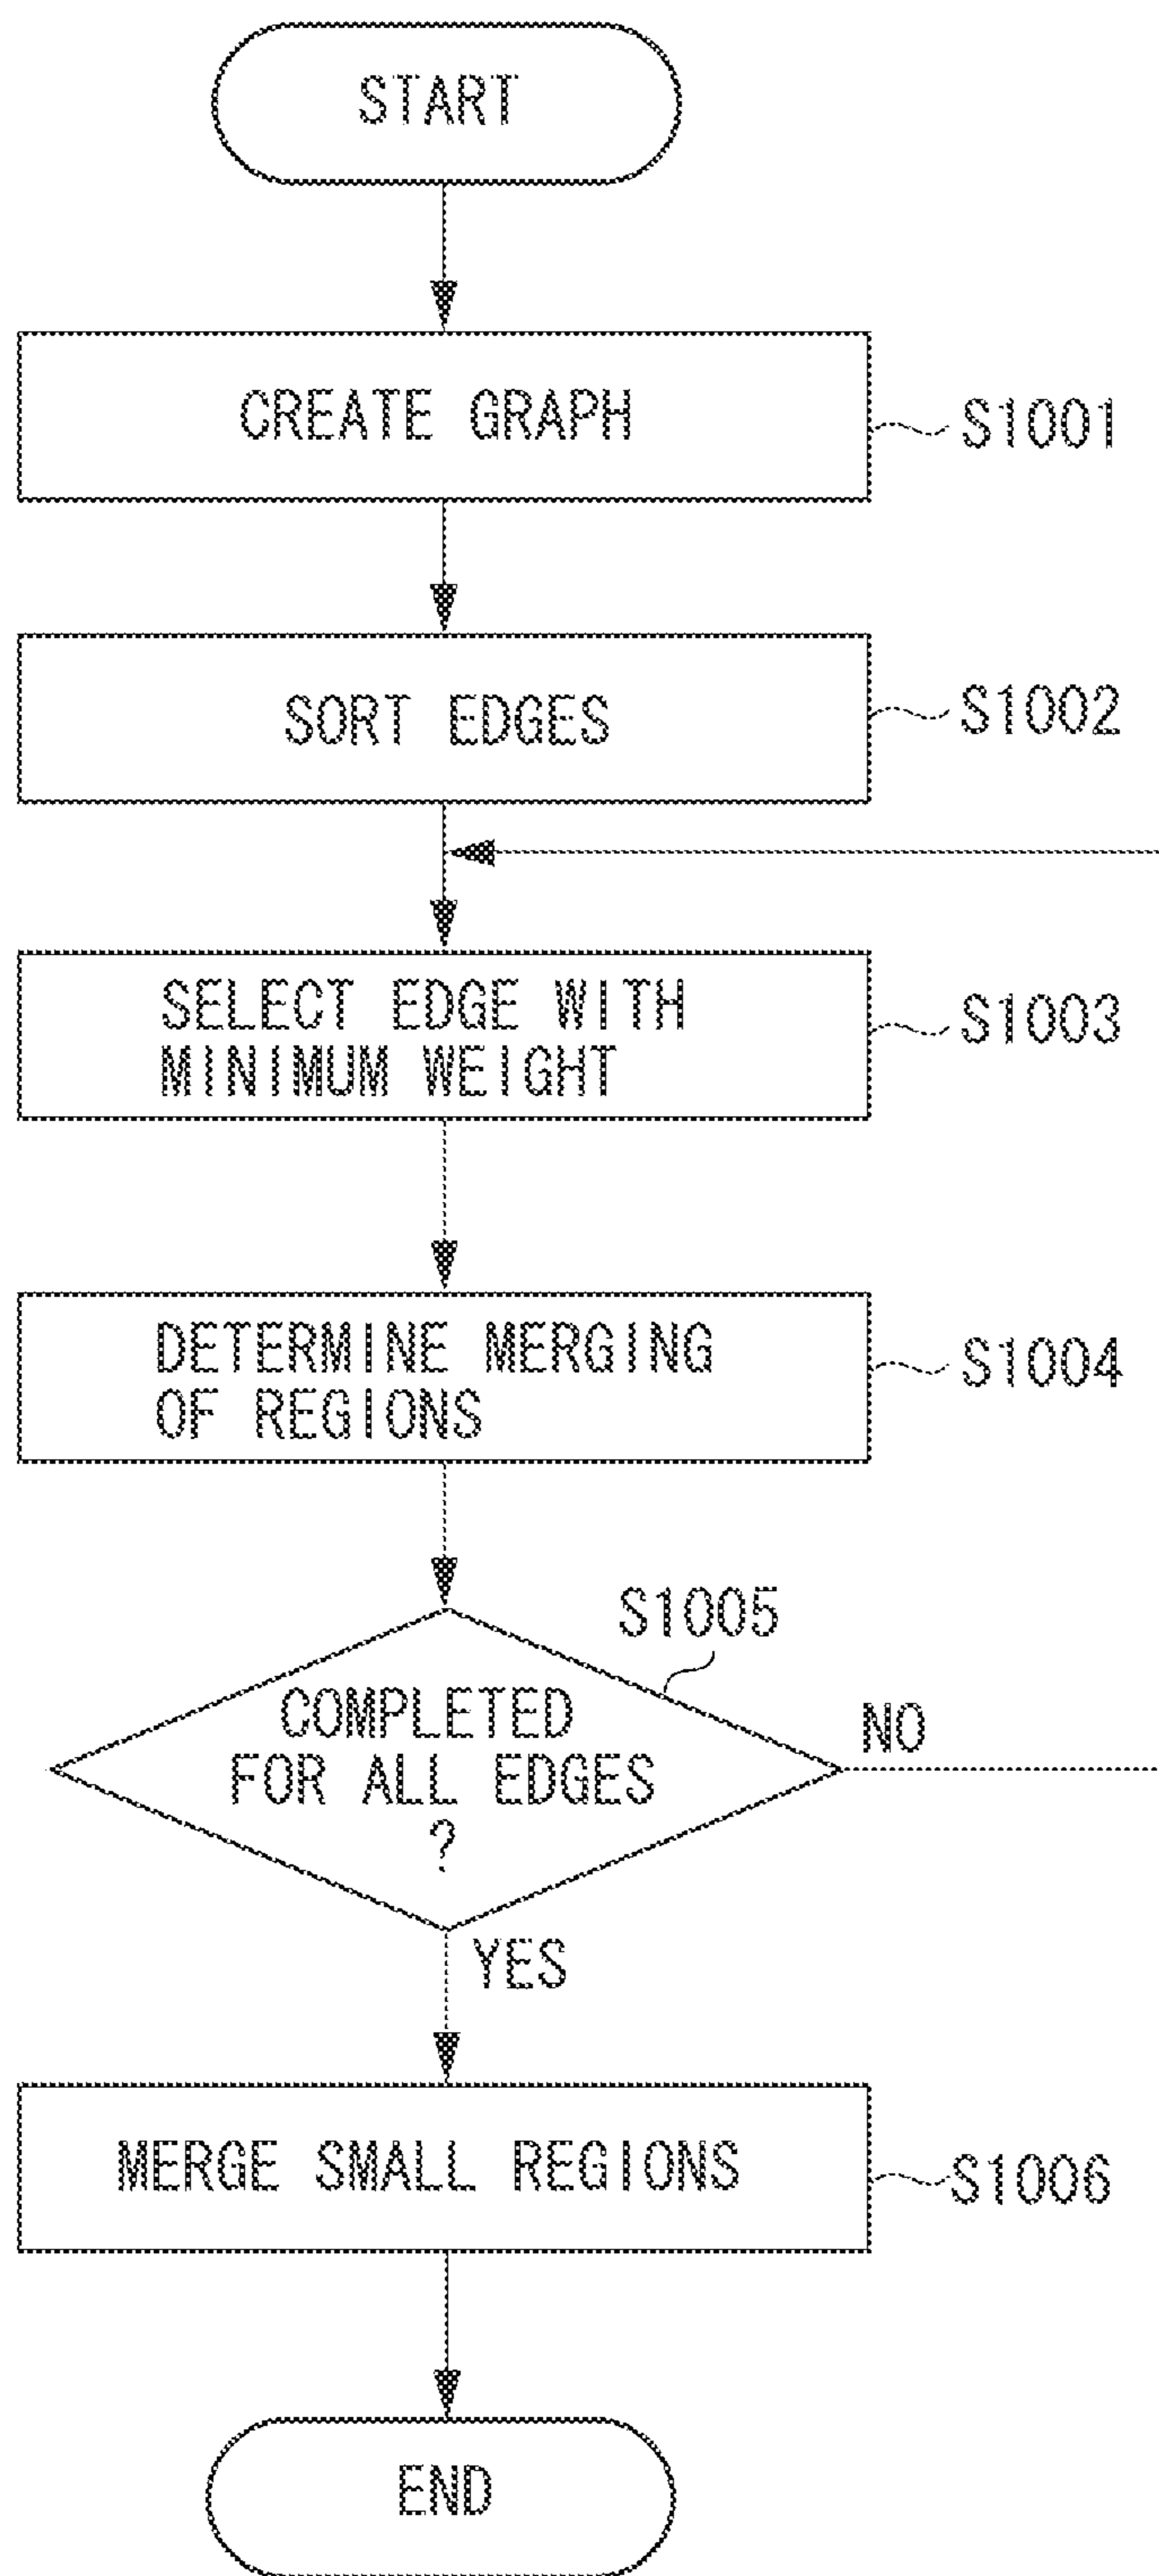 START
CREATE GRAPH
S1001
SORT EDGES
S1002
SELECT EDGE WITH
MINIMUM WEIGHT
S1003
DETERMINE MERGING
OF REGIONS
S1004
S1005
COMPLETED
FOR ALL EDGES
?
NO
YES
MERGE SMALL REGIONS
S1006
END